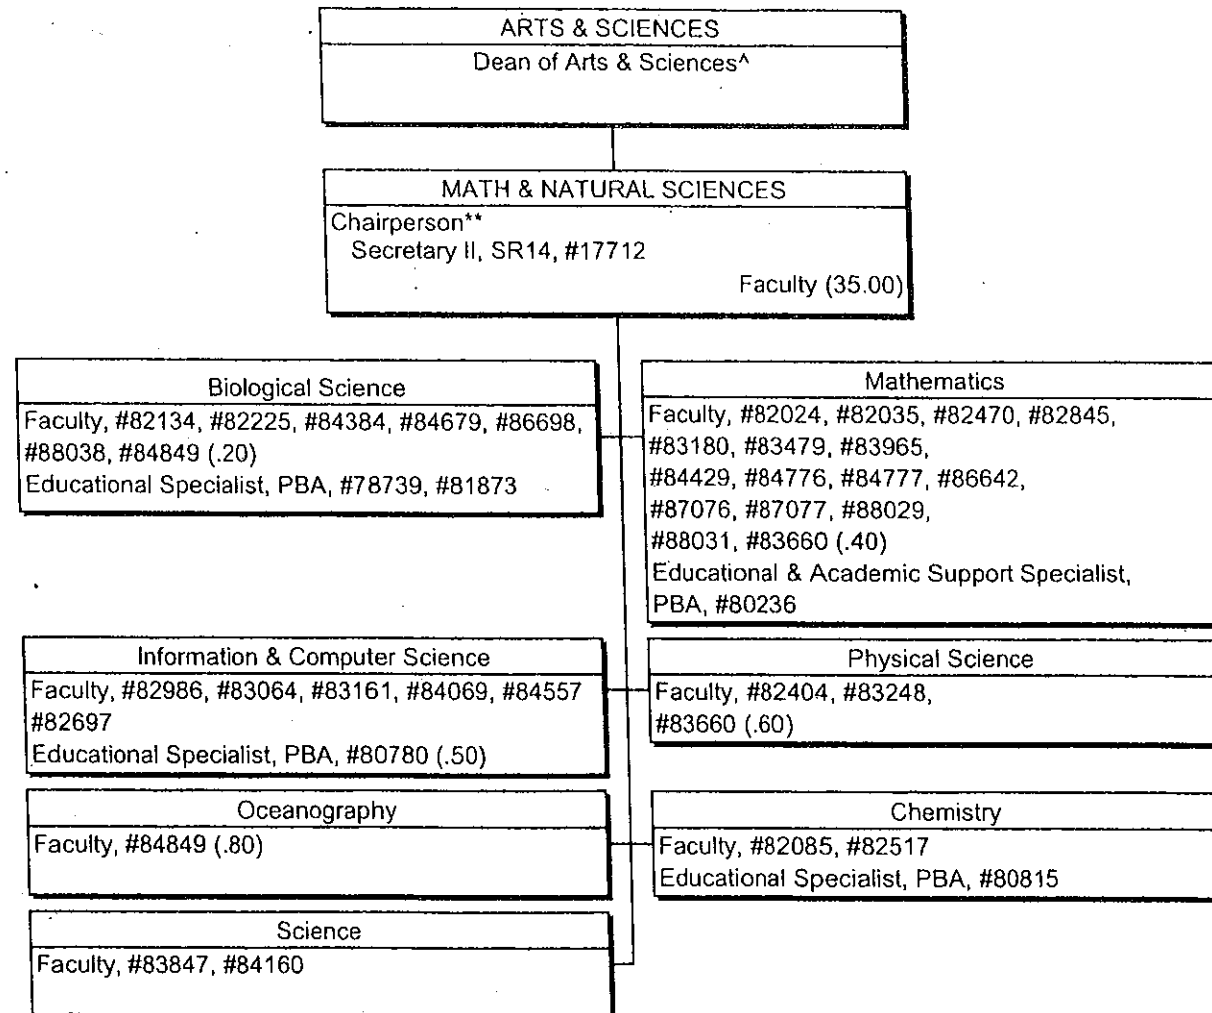 ARTS & SCIENCES
Dean of Arts & Sciences^
MATH & NATURAL SCIENCES
Chairperson**
Secretary II, SR14, #17712
Faculty (35.00)
Biological Science
Faculty, #82134, #82225, #84384, #84679, #86698,
#88038, #84849 (.20)
Educational Specialist, PBA, #78739, #81873
Mathematics
Faculty, #82024, #82035, #82470, #82845,
#83180, #83479, #83965,
#84429, #84776, #84777, #86642,
#87076, #87077, #88029,
#88031, #83660 (.40)
Educational & Academic Support Specialist,
PBA, #80236
Information & Computer Science
Faculty, #82986, #83064, #83161, #84069, #84557
#82697
Educational Specialist, PBA, #80780 (.50)
Physical Science
Faculty, #82404, #83248,
#83660 (.60)
Oceanography
Faculty, #84849 (.80)
Chemistry
Faculty, #82085, #82517
Educational Specialist, PBA, #80815
Science
Faculty, #83847, #84160